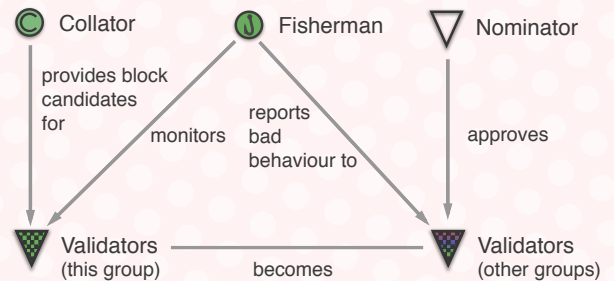 Collator
Fisherman
Nominator
provides block
candidates
for
monitors
reports
bad
behaviour to
approves
Validators
(this group)
becomes
Validators
(other groups)